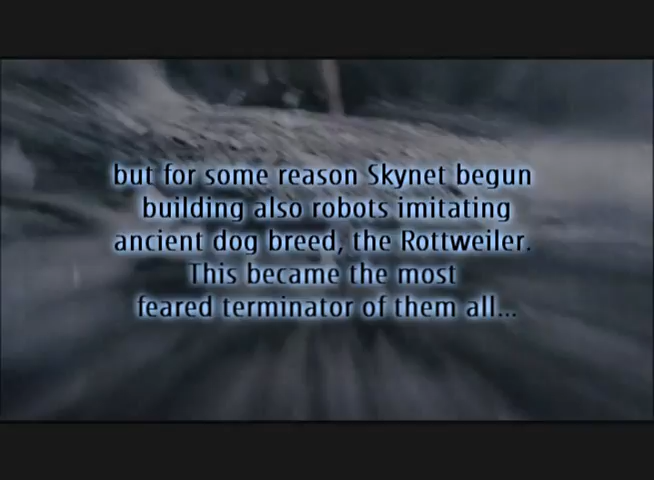 but for some reason Skynet begun
building also robots imitating
ancient dog breed, the Rottweiler.
This became the most
feared terminator of them all...